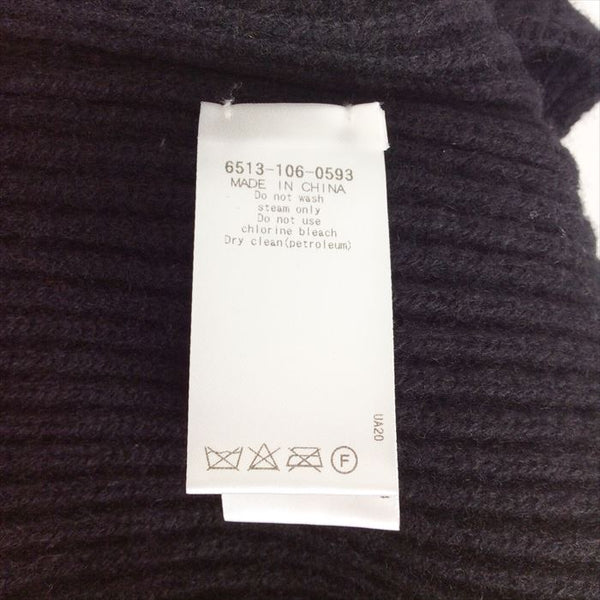 6513-106-0593
MADE IN CHINA
Do not wash
steam only
Do not use
chlorine bleach
Dry clean(petroleum)
UA20
F